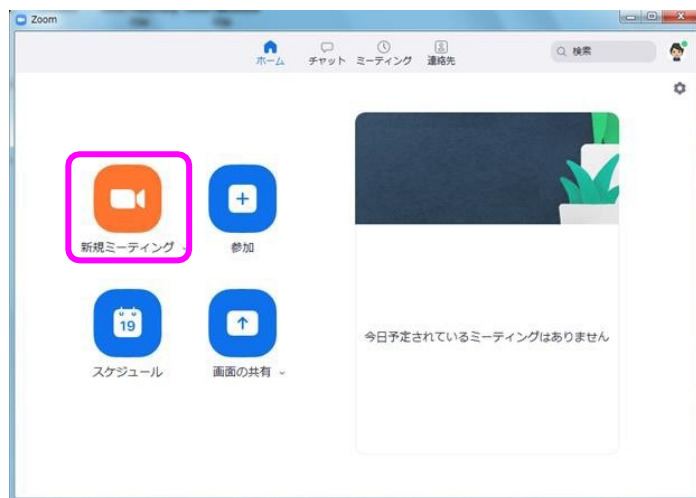 Zoom
ホーム
チャット
ミーティング
連絡先
検索
新規ミーティング
参加
19
スケジュール
画面の共有
今日予定されているミーティングはありません